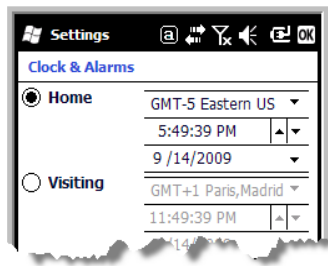 Settings a OK
Clock & Alarms
Home GMT-5 Eastern US
5:49:39 PM
9 /14/2009
Visiting GMT+1 Paris,Madrid
11:49:39 PM